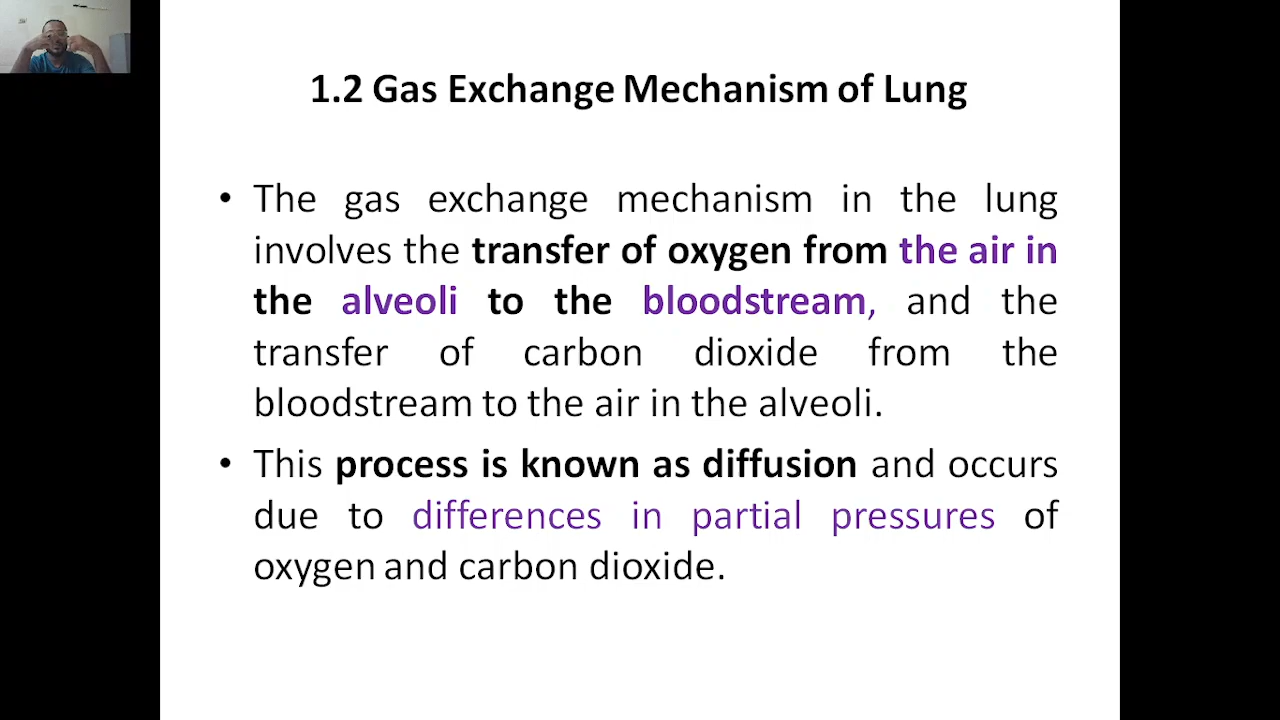 1.2 Gas Exchange Mechanism of Lung
• The gas exchange mechanism in the lung
involves the transfer of oxygen from the air in
the alveoli to the bloodstream, and the
transfer of carbon dioxide from the
bloodstream to the air in the alveoli.
• This process is known as diffusion and occurs
due to differences in partial pressures of
oxygen and carbon dioxide.